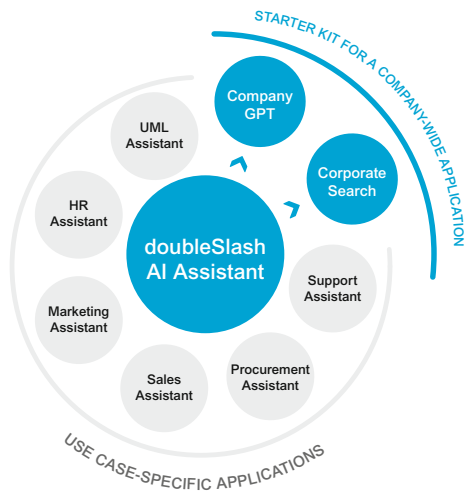 STARTER KIT FOR A COMPANY-WIDE APPLICATION
Company
GPT
Corporate
Search
UML
Assistant
HR
Assistant
doubleSlash
AI Assistant
Support
Assistant
Marketing
Assistant
Sales
Assistant
Procurement
Assistant
USE CASE-SPECIFIC APPLICATIONS